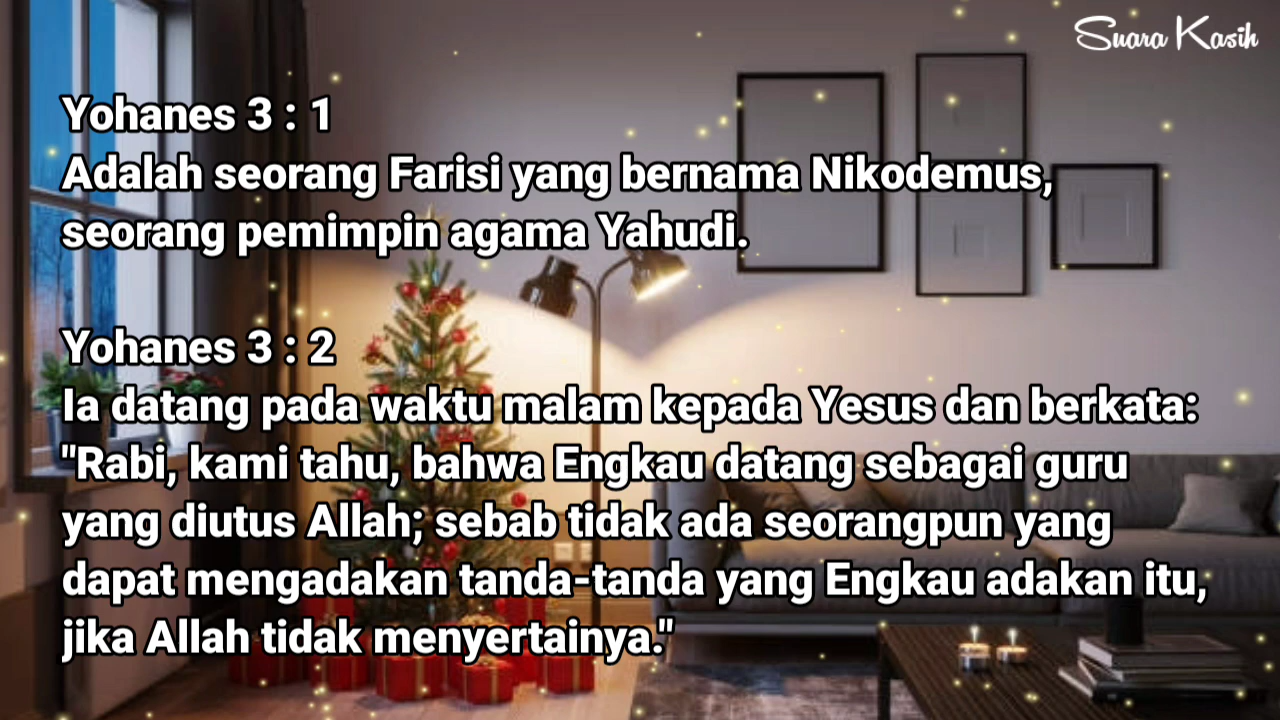 Suara Kasih
Yohanes 3 : 1
Adalah seorang Farisi yang bernama Nikodemus,
seorang pemimpin agama Yahudi.
Yohanes 3 : 2
Ia datang pada waktu malam kepada Yesus dan berkata:
"Rabi, kami tahu, bahwa Engkau datang sebagai guru
yang diutus Allah; sebab tidak ada seorangpun yang
dapat mengadakan tanda-tanda yang Engkau adakan itu,
jika Allah tidak menyertainya."